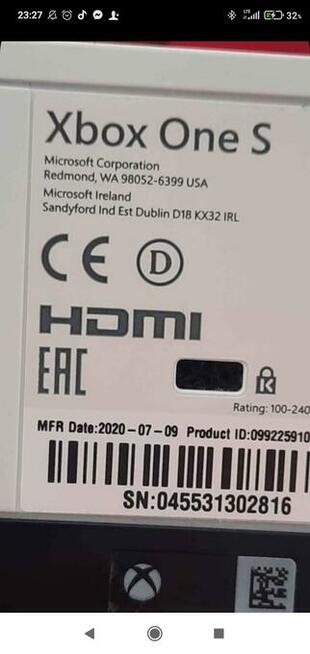 23:27
32%
Xbox One S
Microsoft Corporation
Redmond, WA 98052-6399 USA
Microsoft Ireland
Sandyford Ind Est Dublin D18 KX32 IRL
CE D
HDMI
EAC
K
Rating: 100-240
MFR Date:2020-07-09 Product ID:099225910
SN:045531302816